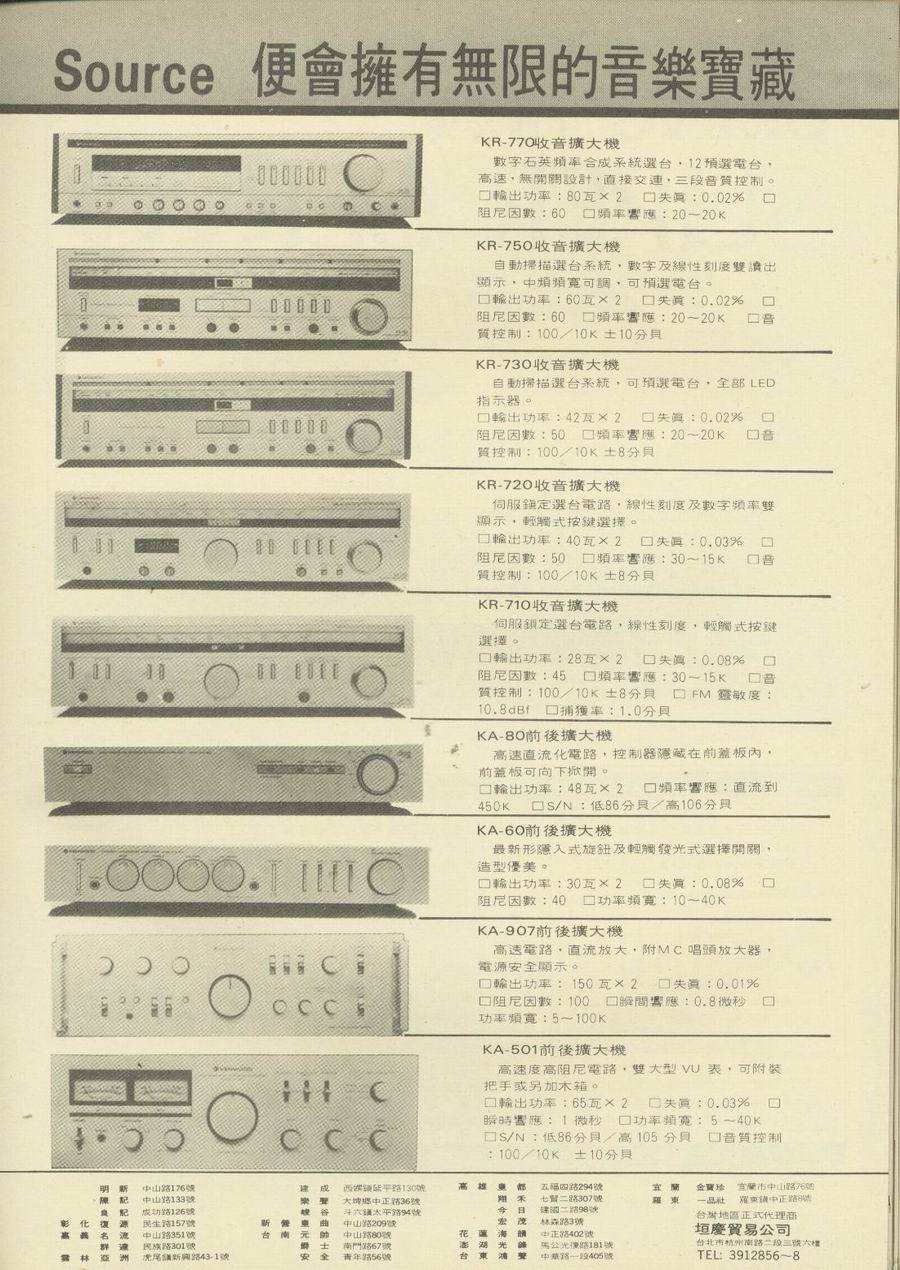 Source 便會擁有無限的音樂寶藏
KR-770收音擴大機
數字石英頻率合成系統選台，12預選電台，
高速，無開關設計，直接交連，三段音質控制。
□輸出功率：80瓦×2 □失眞：0.02% □
阻尼因數：60 □頻率響應：20～20K
KR-750收音擴大機
自動掃描選台系統，數字及線性刻度雙讀出
顯示，中頻頻寬可調，可預選電台。
□輸出功率：60瓦×2 □失眞：0.02% □
阻尼因數：60 □頻率響應：20～20K □音
質控制：100／10K ±10分貝
KR-730收音擴大機
自動掃描選台系統，可預選電台，全部 LED
指示器。
□輸出功率：42瓦×2 □失眞：0.02% □
阻尼因數：50 □頻率響應：20～20K □音
質控制：100／10K ±8分貝
KR-720收音擴大機
伺服鎖定選台電路，線性刻度及數字頻率雙
顯示，輕觸式按鍵選擇。
□輸出功率：40瓦×2 □失眞：0.03% □
阻尼因數：50 □頻率響應：30～15K □音
質控制：100／10K ±8分貝
KR-710收音擴大機
伺服鎖定選台電路，線性刻度，輕觸式按鍵
選擇。
□輸出功率：28瓦×2 □失眞：0.08% □
阻尼因數：45 □頻率響應：30～15K □音
質控制：100／10K ±8分貝 □ FM 靈敏度：
10.8dBf □捕獲率：1.0分貝
KA-80前後擴大機
高速直流化電路，控制器隱藏在前蓋板內，
前蓋板可向下掀開。
□輸出功率：48瓦×2 □頻率響應：直流到
450K □S/N：低86分貝／高106分貝
KA-60前後擴大機
最新形隱入式旋鈕及輕觸發光式選擇開關，
造型優美。
□輸出功率：30瓦×2 □失眞：0.08% □
阻尼因數：40 □功率頻寬：10～40K
KA-907前後擴大機
高速電路，直流放大，附MC 唱頭放大器，
電源安全顯示。
□輸出功率：150瓦×2 □失眞：0.01%
□阻尼因數：100 □瞬間響應：0.8微秒 □
功率頻寬：5～100K
KA-501前後擴大機
高速度高阻尼電路，雙大型 VU 表，可附裝
把手或另加木箱。
□輸出功率：65瓦×2 □失眞：0.03% □
瞬時響應：1 微秒 □功率頻寬：5～40K
□S/N：低86分貝／高 105 分貝 □音質控制
：100／10K ±10分貝
明新 中山路176號
陳記 中山路133號
良記 成功路126號
彰化 復源 民生路157號
嘉義 名流 中山路351號
群達 民族路301號
雲林 亞洲 虎尾鎮新興路43-1號
建成 西螺鎮延平路130號
樂聲 大埤鄉中正路36號
峻谷 斗六鎮太平路94號
新營 皇曲 中山路209號
台南 元帥 中山路80號
爵士 南門路67號
安全 青年路56號
高雄 皇都 五福四路294號
翔禾 七賢二路307號
今日 建國二路98號
宏茂 林森路3號
花蓮 海韻 中正路402號
澎湖 光鋒 馬公光復路181號
台東 鴻聲 中華路一段405號
宜蘭 金寶珍 宜蘭市中山路76號
羅東 一品社 羅東鎮中正路8號
台灣地區正式代理商
垣慶貿易公司
台北市杭州南路二段三號六樓
TEL: 3912856～8